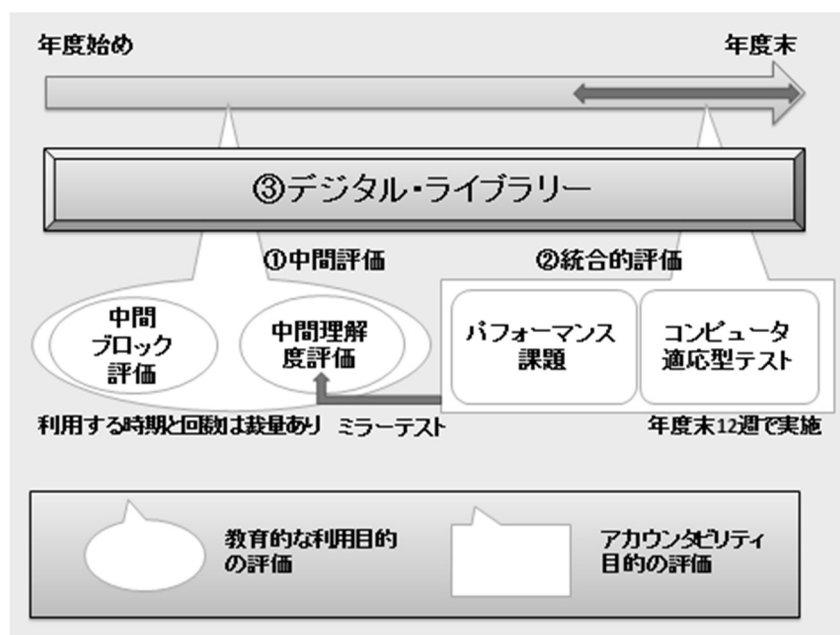 年度始め
年度末
③デジタル・ライブラリー
①中間評価
②統合的評価
中間
ブロック
評価
中間理解
度評価
パフォーマンス
課題
コンピュータ
適応型テスト
利用する時期と回数は裁量あり
ミラーテスト
年度末12週で実施
教育的な利用目的
の評価
アカウンタビリティ
目的の評価